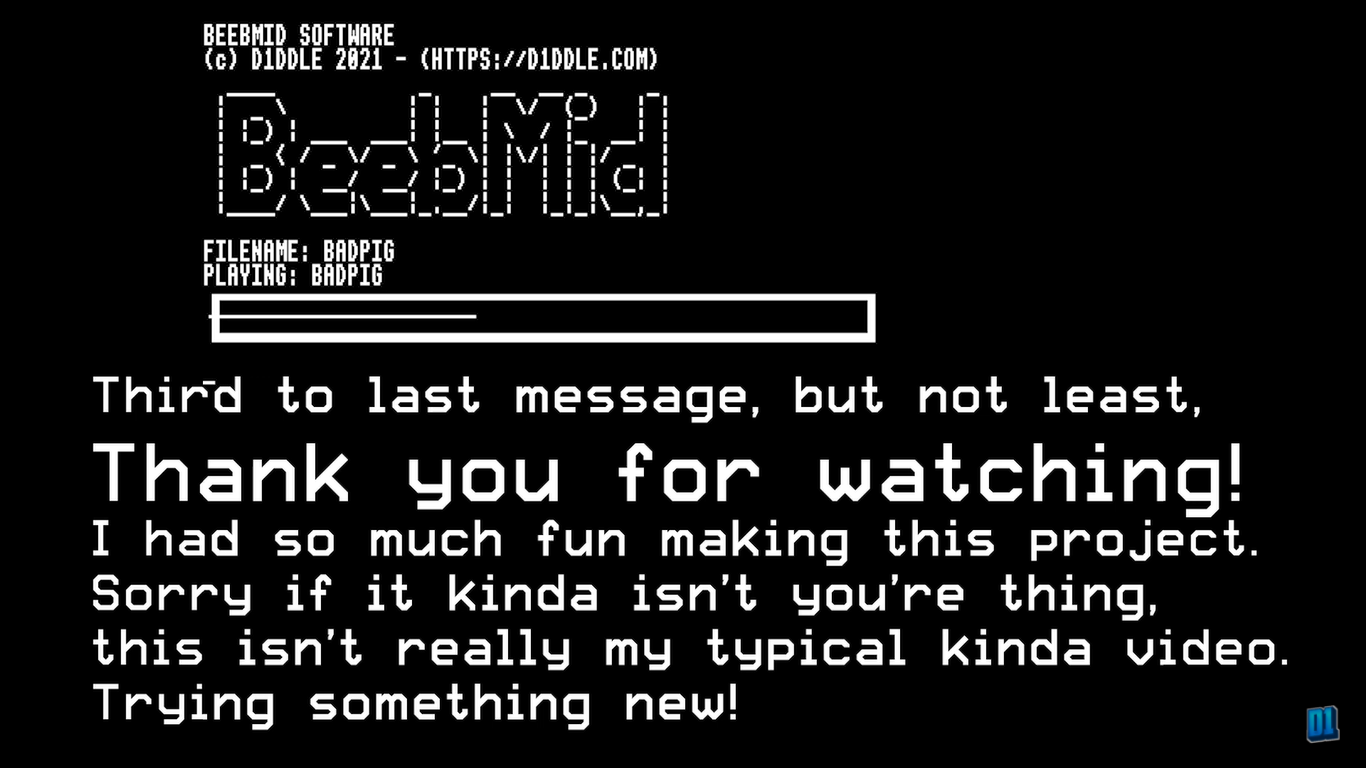 BEEBMID SOFTWARE
(c) D1DDLE 2021 - (HTTPS://D1DDLE.COM)
BeebMid
FILENAME: BADPIG
PLAYING: BADPIG
Third to last message, but not least,
Thank you for watching!
I had so much fun making this project.
Sorry if it kinda isn't you're thing,
this isn't really my typical kinda video.
Trying something new!
D1